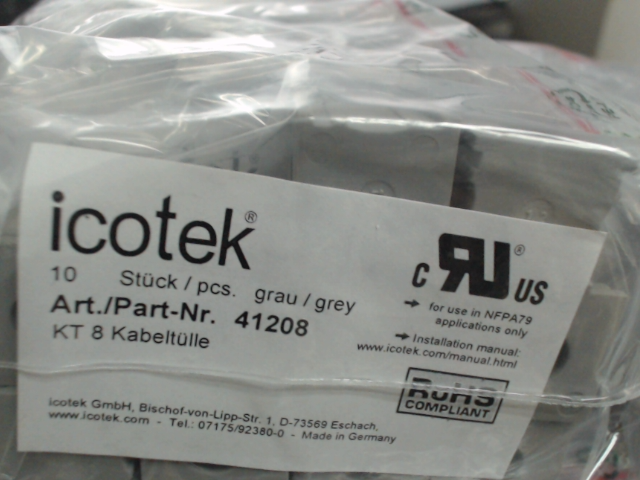 icotek®
10 Stück / pcs. grau / grey
Art./Part-Nr. 41208
KT 8 Kabeltülle
c RU ® US
→ for use in NFPA79
applications only
→ Installation manual:
www.icotek.com/manual.html
RoHS
COMPLIANT
icotek GmbH, Bischof-von-Lipp-Str. 1, D-73569 Eschach,
www.icotek.com - Tel.: 07175/92380-0 - Made in Germany